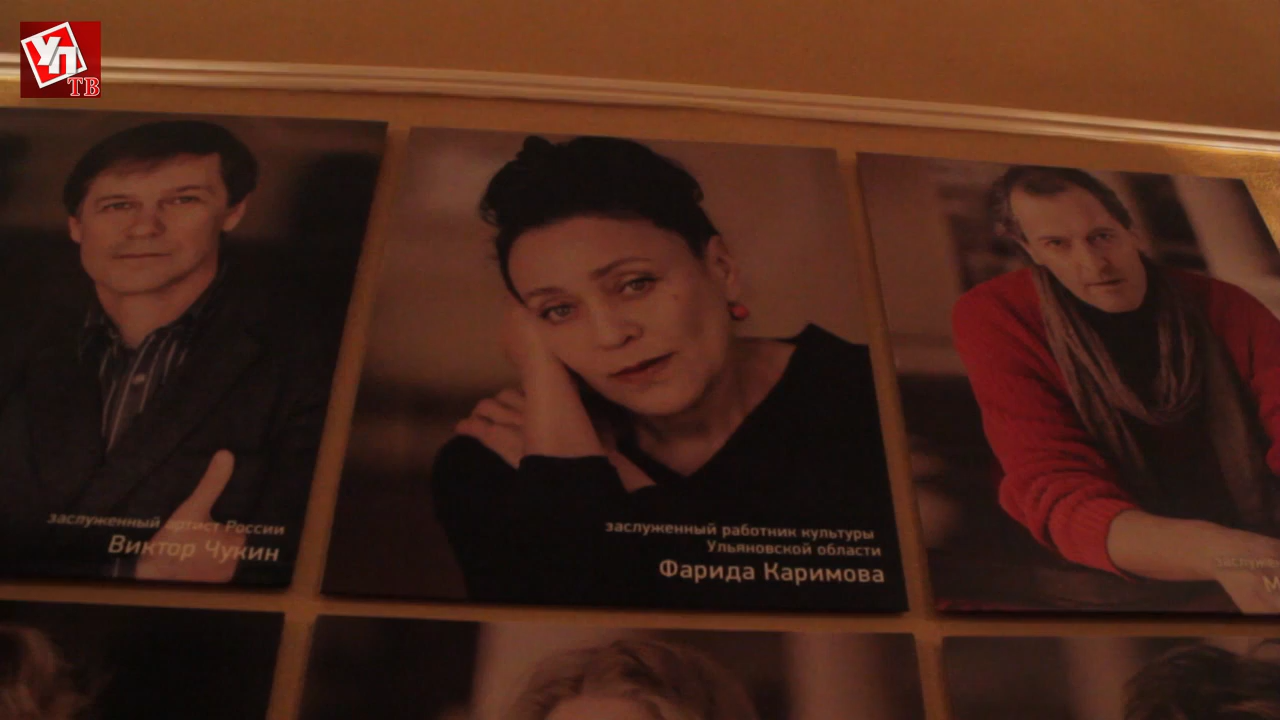 УП
ТВ
заслуженный артист России
Виктор Чукин
заслуженный работник культуры
Ульяновской области
Фарида Каримова